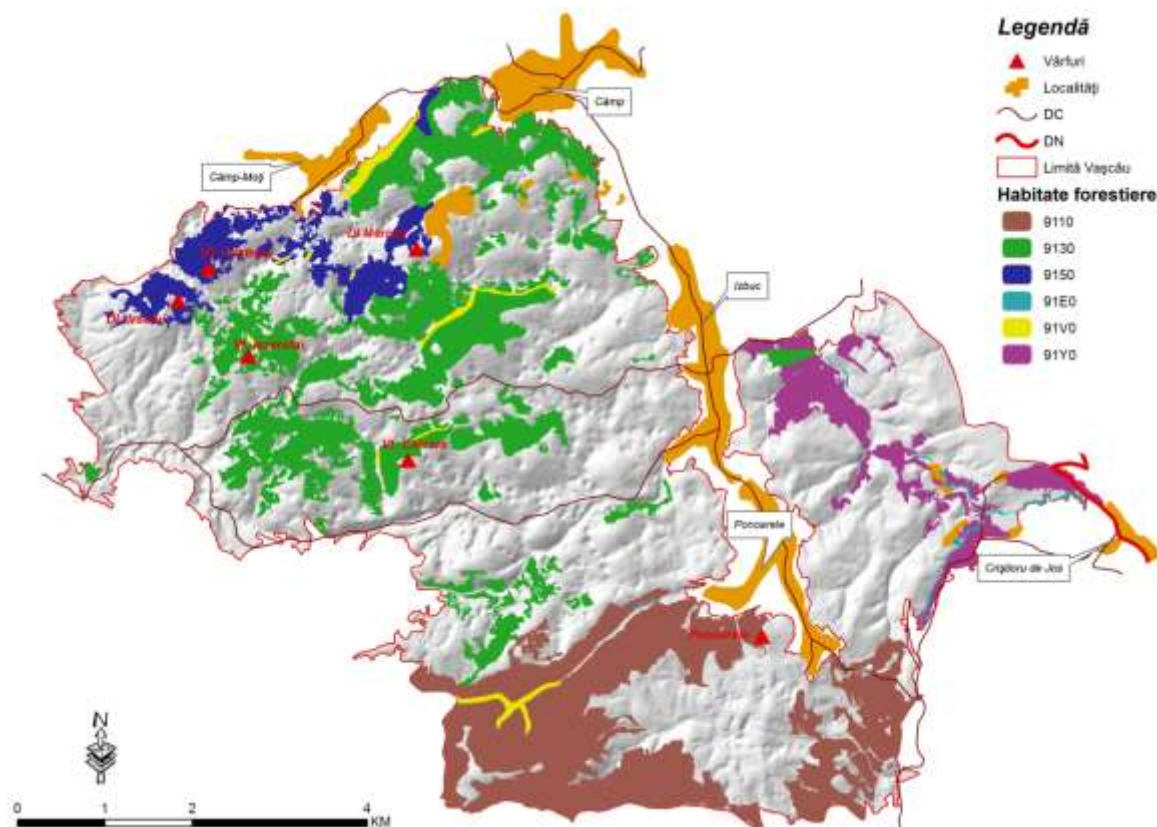 Legendă
Vârfuri
Localități
DC
DN
Limită Vașcău
Habitate forestiere
9110
9130
9150
91E0
91V0
91Y0
Câmp
Câmp-Moți
Izbuc
Ponoarele
Crișdoru de Jos
N
0 1 2 4
KM